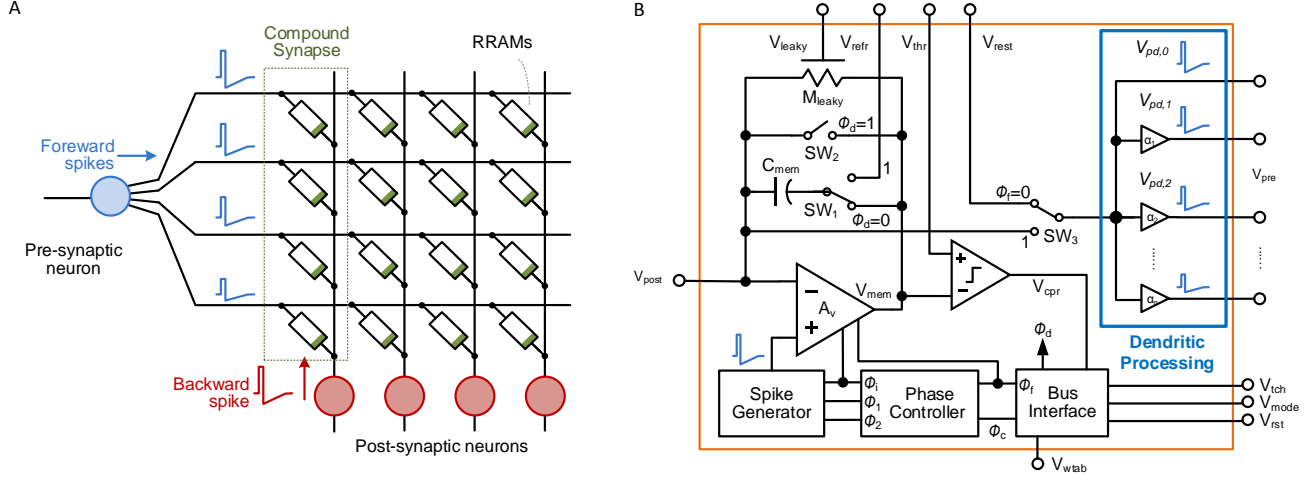 A
Compound
Synapse
RRAMs
Foreward
spikes
Pre-synaptic
neuron
Backward
spike
Post-synaptic neurons
B
V_leaky
V_refr
V_thr
V_rest
M_leaky
Φ_d=1
SW_2
C_mem
1
SW_1
Φ_d=0
Φ_f=0
1
SW_3
V_post
A_v
V_mem
V_cpr
V_pd,0
V_pd,1
α_1
V_pd,2
α_2
α_n
V_pre
Dendritic
Processing
Spike
Generator
Φ_i
Φ_1
Φ_2
Phase
Controller
Φ_d
Φ_f
Φ_c
Bus
Interface
V_tch
V_mode
V_rst
V_wtab